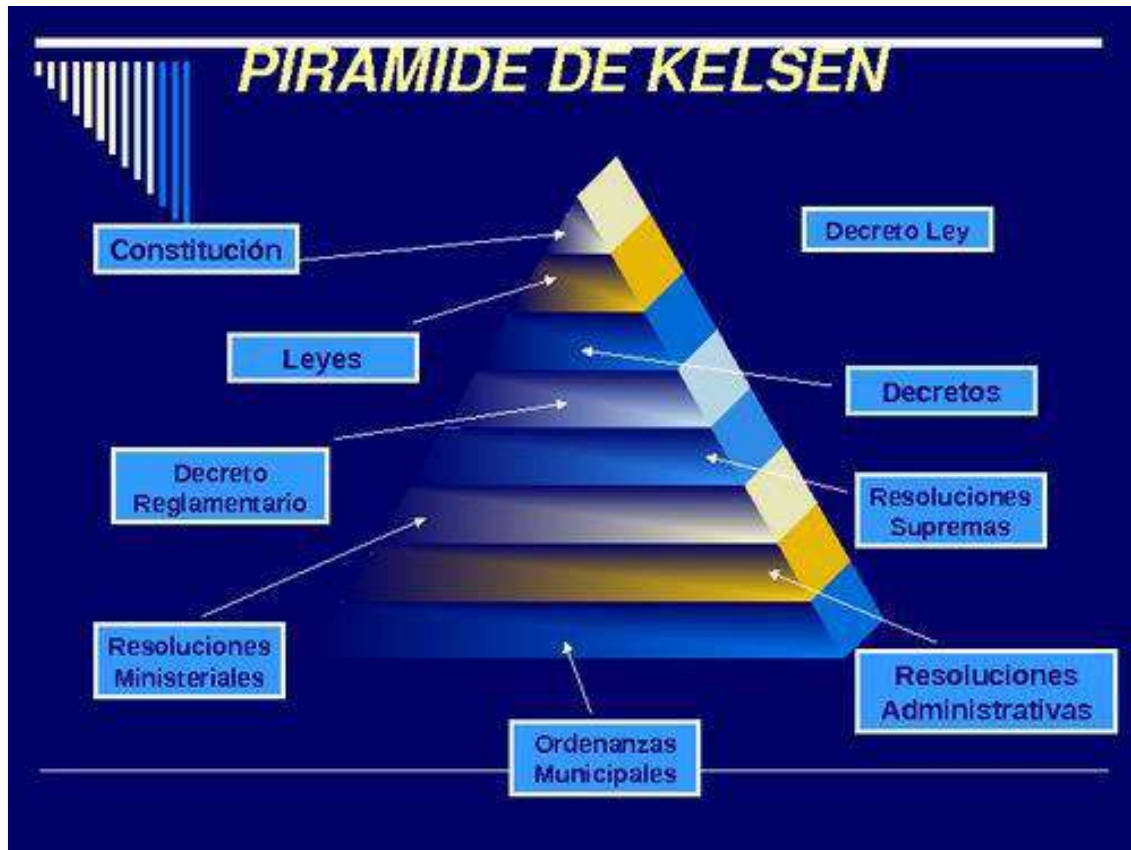 PIRAMIDE DE KELSEN
Decreto Ley
Constitución
Leyes
Decretos
Decreto
Reglamentario
Resoluciones
Supremas
Resoluciones
Ministeriales
Resoluciones
Administrativas
Ordenanzas
Municipales